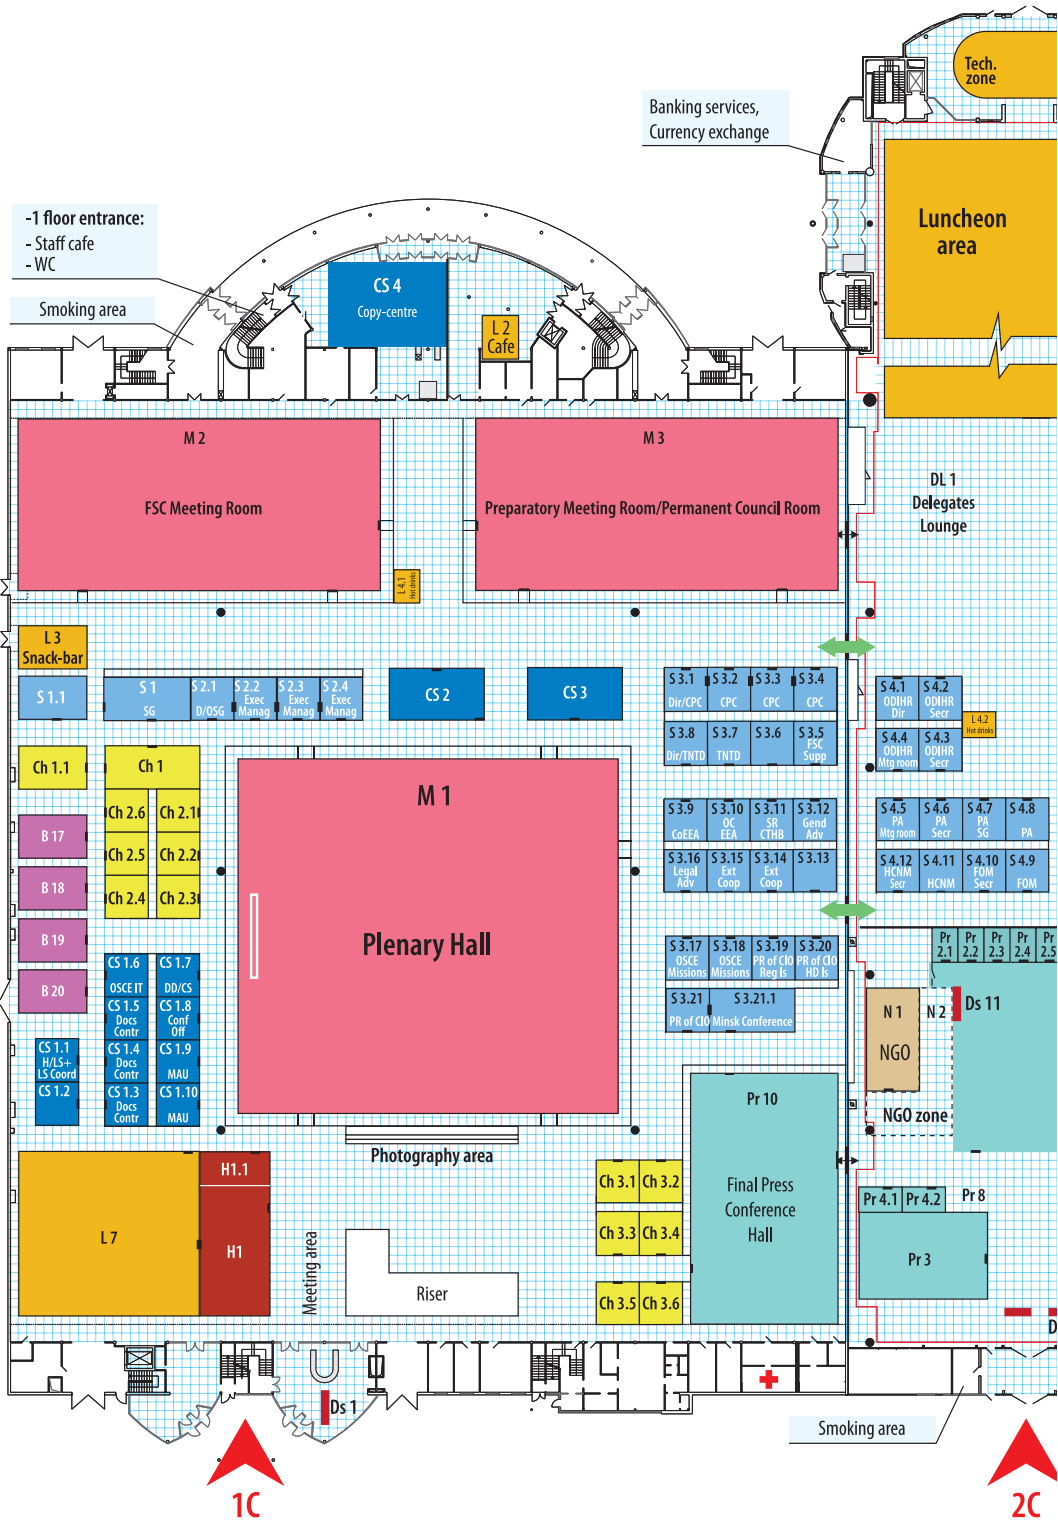 Tech.
zone
Banking services,
Currency exchange
-1 floor entrance:
- Staff cafe
- WC
Luncheon
area
Smoking area
CS 4
Copy-centre
L 2
Cafe
M 2
FSC Meeting Room
M 3
Preparatory Meeting Room/Permanent Council Room
DL 1
Delegates
Lounge
L 4.1
Hot drinks
L 3
Snack-bar
S 1.1
S 1
SG
S 2.1
D/OSG
S 2.2
Exec
Manag
S 2.3
Exec
Manag
S 2.4
Exec
Manag
CS 2
CS 3
S 3.1
Dir/CPC
S 3.2
CPC
S 3.3
CPC
S 3.4
CPC
S 3.8
Dir/TNTD
S 3.7
TNTD
S 3.6
S 3.5
FSC
Supp
S 4.1
ODIHR
Dir
S 4.2
ODIHR
Secr
L 4.2
Hot drinks
S 4.4
ODIHR
Mtg room
S 4.3
ODIHR
Secr
Ch 1.1
Ch 1
Ch 2.6
Ch 2.1
Ch 2.5
Ch 2.2
Ch 2.4
Ch 2.3
B 17
B 18
B 19
B 20
M 1
Plenary Hall
S 3.9
CoEEA
S 3.10
OC
EEA
S 3.11
SR
CTHB
S 3.12
Gend
Adv
S 3.16
Legal
Adv
S 3.15
Ext
Coop
S 3.14
Ext
Coop
S 3.13
S 4.5
PA
Mtg room
S 4.6
PA
Secr
S 4.7
PA
SG
S 4.8
PA
S 4.12
HCNM
Secr
S 4.11
HCNM
S 4.10
FOM
Secr
S 4.9
FOM
CS 1.6
OSCE IT
CS 1.7
DD/CS
CS 1.5
Docs
Contr
CS 1.8
Conf
Off
CS 1.1
H/LS+
LS Coord
CS 1.4
Docs
Contr
CS 1.9
MAU
CS 1.2
CS 1.3
Docs
Contr
CS 1.10
MAU
S 3.17
OSCE
Missions
S 3.18
OSCE
Missions
S 3.19
PR of CiO
Reg Is
S 3.20
PR of CiO
HD Is
S 3.21
PR of CiO
S 3.21.1
Minsk Conference
Pr
2.1
Pr
2.2
Pr
2.3
Pr
2.4
Pr
2.5
N 1
NGO
N 2
Ds 11
NGO zone
Photography area
Pr 10
Final Press
Conference
Hall
H1.1
H1
L 7
Meeting area
Riser
Ch 3.1
Ch 3.2
Ch 3.3
Ch 3.4
Ch 3.5
Ch 3.6
Pr 4.1
Pr 4.2
Pr 8
Pr 3
D
Ds 1
Smoking area
1C
2C